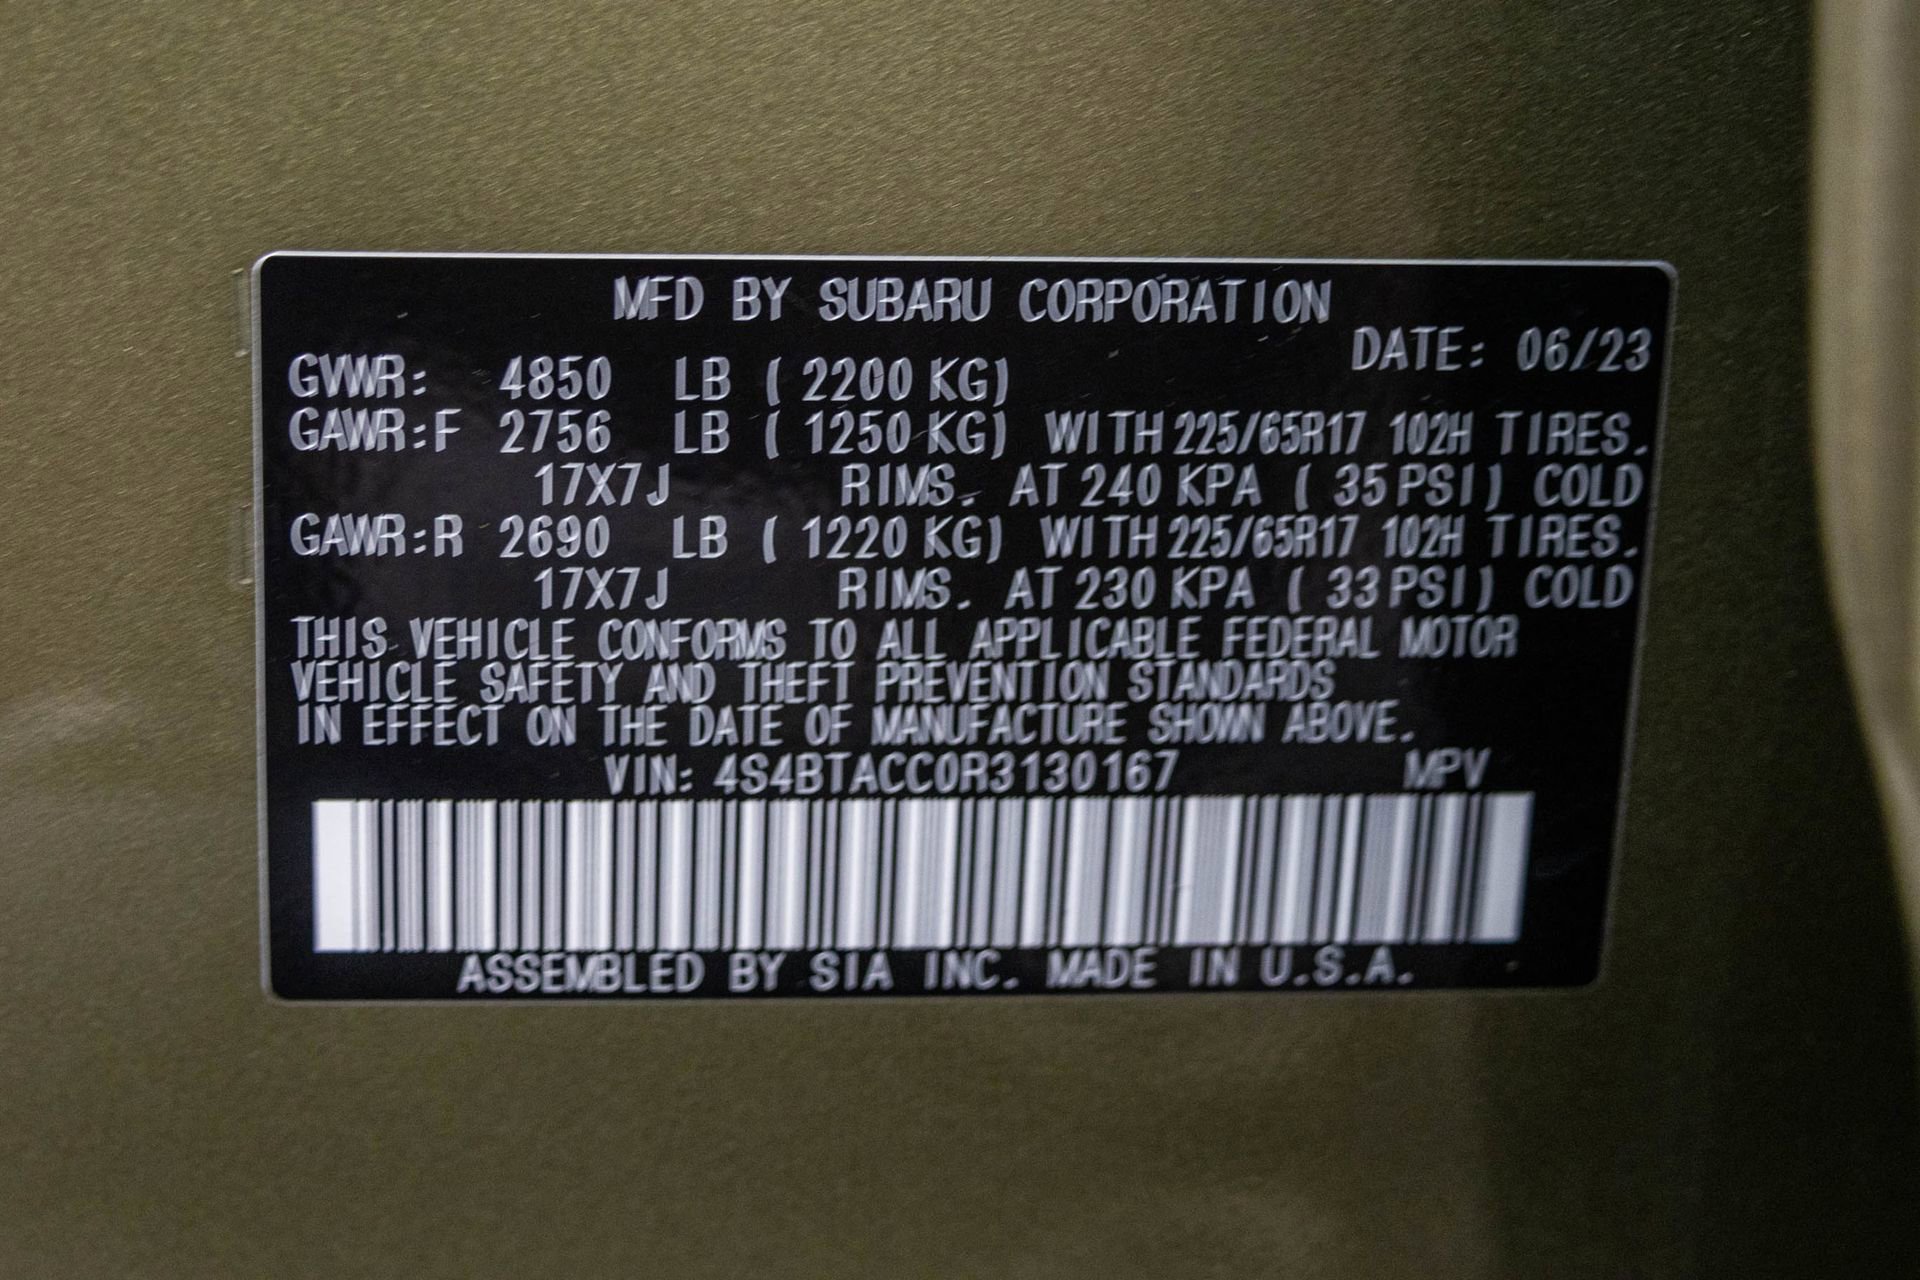 MFD BY SUBARU CORPORATION
DATE: 06/23
GVWR: 4850 LB ( 2200 KG)
GAWR:F 2756 LB ( 1250 KG) WITH 225/65R17 102H TIRES.
17X7J RIMS. AT 240 KPA ( 35 PSI) COLD
GAWR:R 2690 LB ( 1220 KG) WITH 225/65R17 102H TIRES.
17X7J RIMS. AT 230 KPA ( 33 PSI) COLD
THIS VEHICLE CONFORMS TO ALL APPLICABLE FEDERAL MOTOR
VEHICLE SAFETY AND THEFT PREVENTION STANDARDS
IN EFFECT ON THE DATE OF MANUFACTURE SHOWN ABOVE.
VIN: 4S4BTACC0R3130167 MPV
ASSEMBLED BY SIA INC. MADE IN U.S.A.